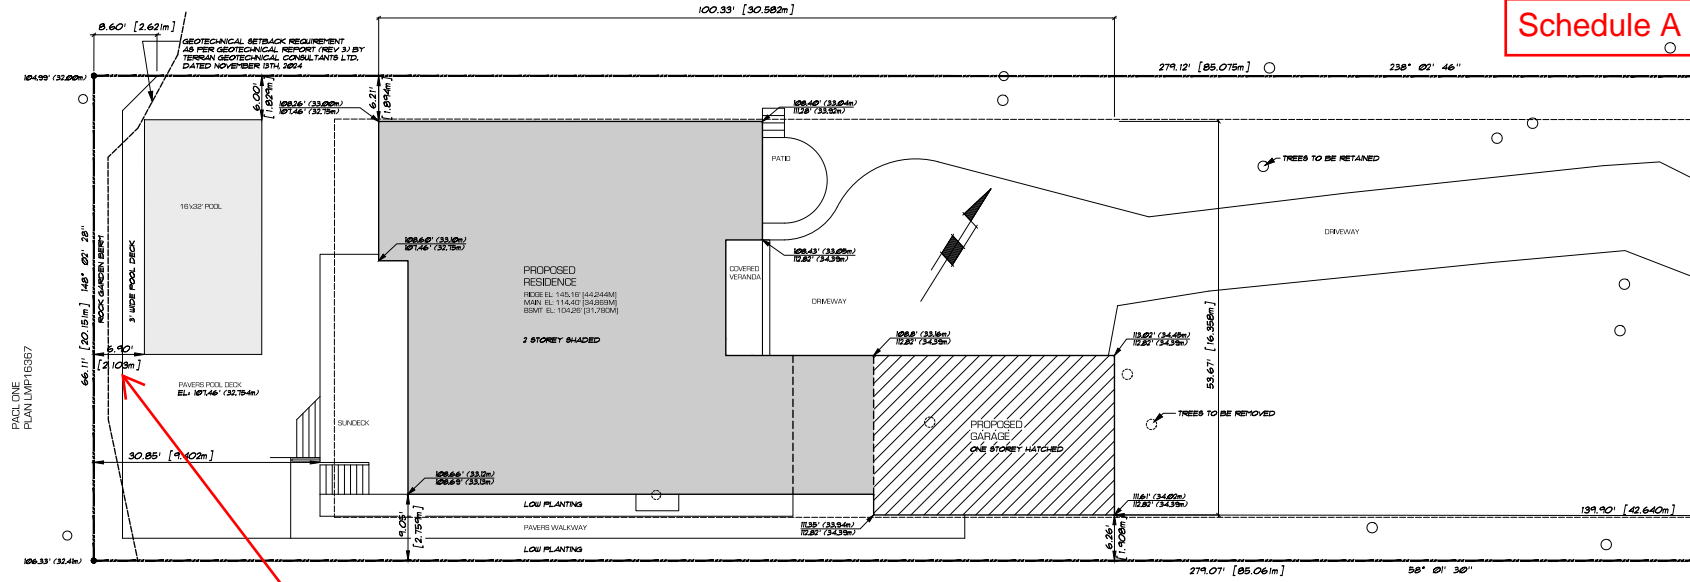 Schedule A
100.33' [30.582m]
8.60' [2.621m]
GEOTECHNICAL SETBACK REQUIREMENT
AS PER GEOTECHNICAL REPORT (REV 3) BY
TERRAN GEOTECHNICAL CONSULTANTS LTD.
DATED NOVEMBER 13TH, 2024
279.12' [85.075m]
238° 02' 46"
104.99' (32.00m)
6.00'
[1.829m]
6.21'
[1.894m]
108.26' (33.00m)
107.46' (32.75m)
108.40' (33.04m)
111.28' (33.92m)
PATIO
TREES TO BE RETAINED
16'x32' POOL
DRIVEWAY
108.60' (33.10m)
107.46' (32.75m)
108.43' (33.05m)
112.82' (34.39m)
COVERED
VERANDA
PROPOSED
RESIDENCE
RIDGE EL: 145.16' [44.244M]
MAIN EL: 114.40' [34.869M]
BSMT EL: 104.26' [31.780M]
2 STOREY SHADED
DRIVEWAY
ROCK GARDEN BERM
3' WIDE POOL DECK
66.11' [20.151m] 148° 02' 28"
108.8' (33.16m)
112.82' (34.39m)
113.02' (34.45m)
112.82' (34.39m)
53.67' [16.358m]
6.90'
[2.103m]
PACL ONE
PLAN LMP16367
PAVERS POOL DECK
EL: 107.46' (32.754m)
SUNDECK
TREES TO BE REMOVED
PROPOSED
GARAGE
ONE STOREY HATCHED
30.85' [9.402m]
108.66' (33.12m)
108.69' (33.13m)
LOW PLANTING
PAVERS WALKWAY
LOW PLANTING
9.05'
[2.759m]
111.35' (33.94m)
112.82' (34.39m)
111.61' (34.02m)
112.82' (34.39m)
6.26'
[1.908m]
139.90' [42.640m]
106.33' (32.41m)
279.07' [85.061m]
58° 01' 30"